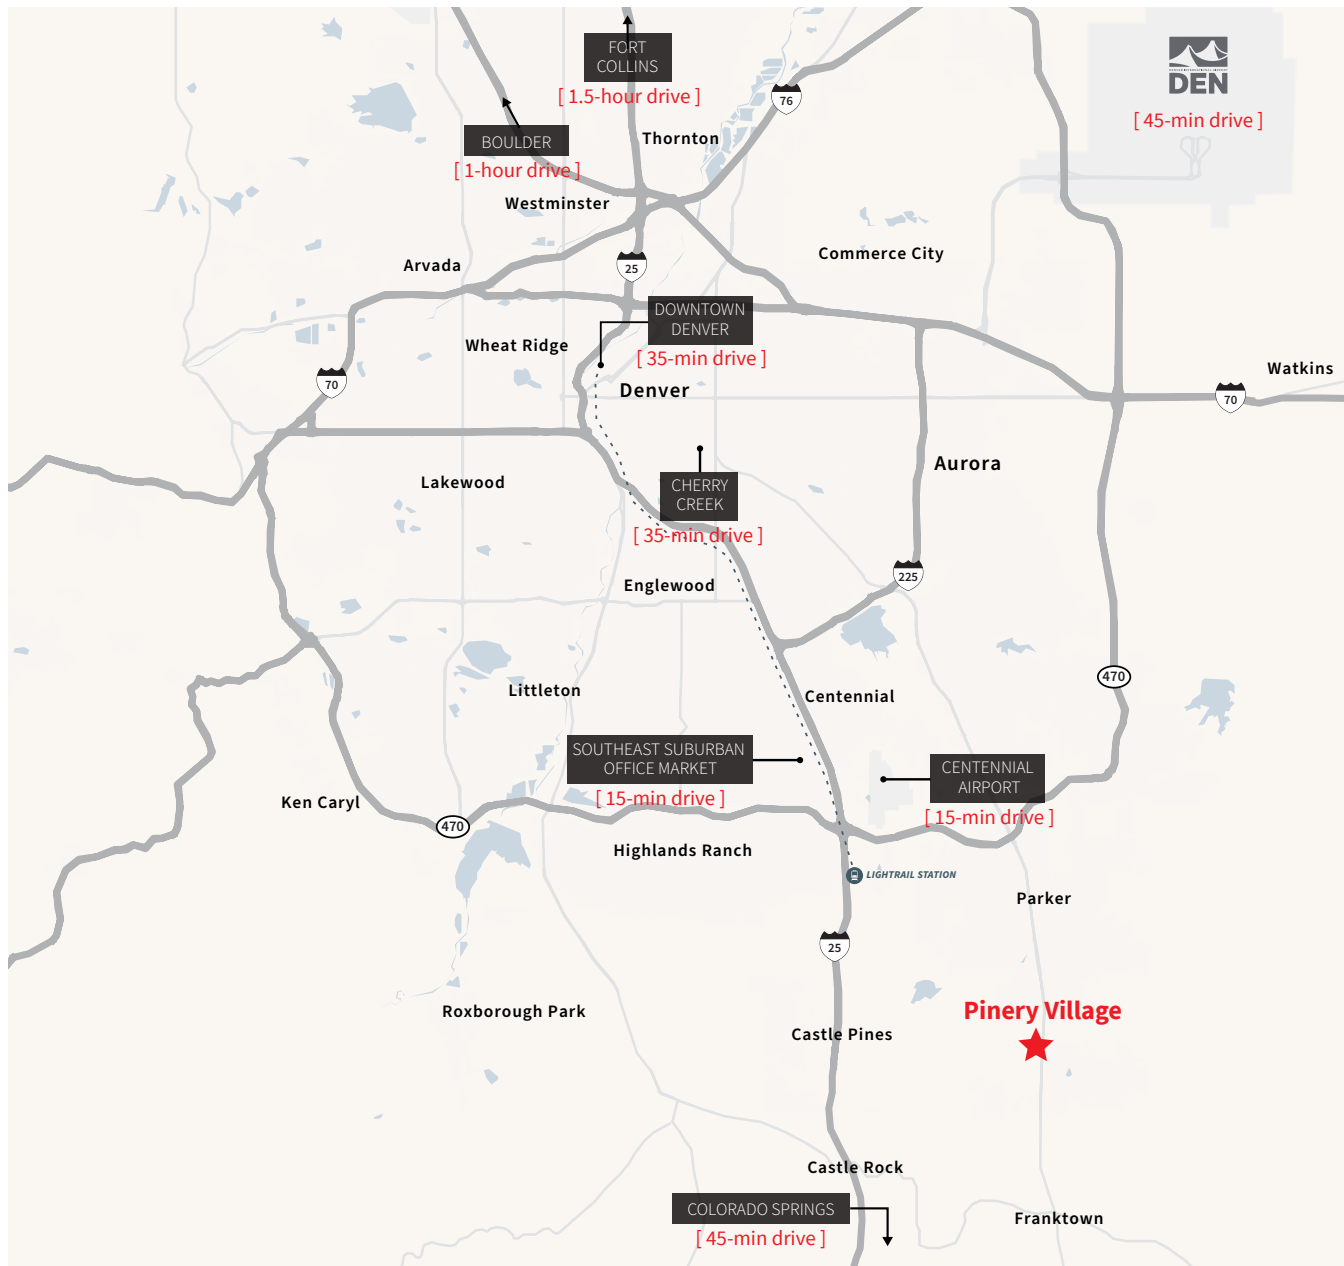 FORT
COLLINS
[ 1.5-hour drive ]
76
DEN
[ 45-min drive ]
BOULDER
[ 1-hour drive ]
Thornton
Westminster
Arvada
25
Commerce City
DOWNTOWN
DENVER
[ 35-min drive ]
Wheat Ridge
70
Denver
Watkins
70
Lakewood
CHERRY
CREEK
[ 35-min drive ]
Aurora
Englewood
225
470
Littleton
Centennial
SOUTHEAST SUBURBAN
OFFICE MARKET
[ 15-min drive ]
CENTENNIAL
AIRPORT
[ 15-min drive ]
Ken Caryl
470
Highlands Ranch
LIGHTRAIL STATION
Parker
25
Roxborough Park
Pinery Village
Castle Pines
Castle Rock
COLORADO SPRINGS
[ 45-min drive ]
Franktown